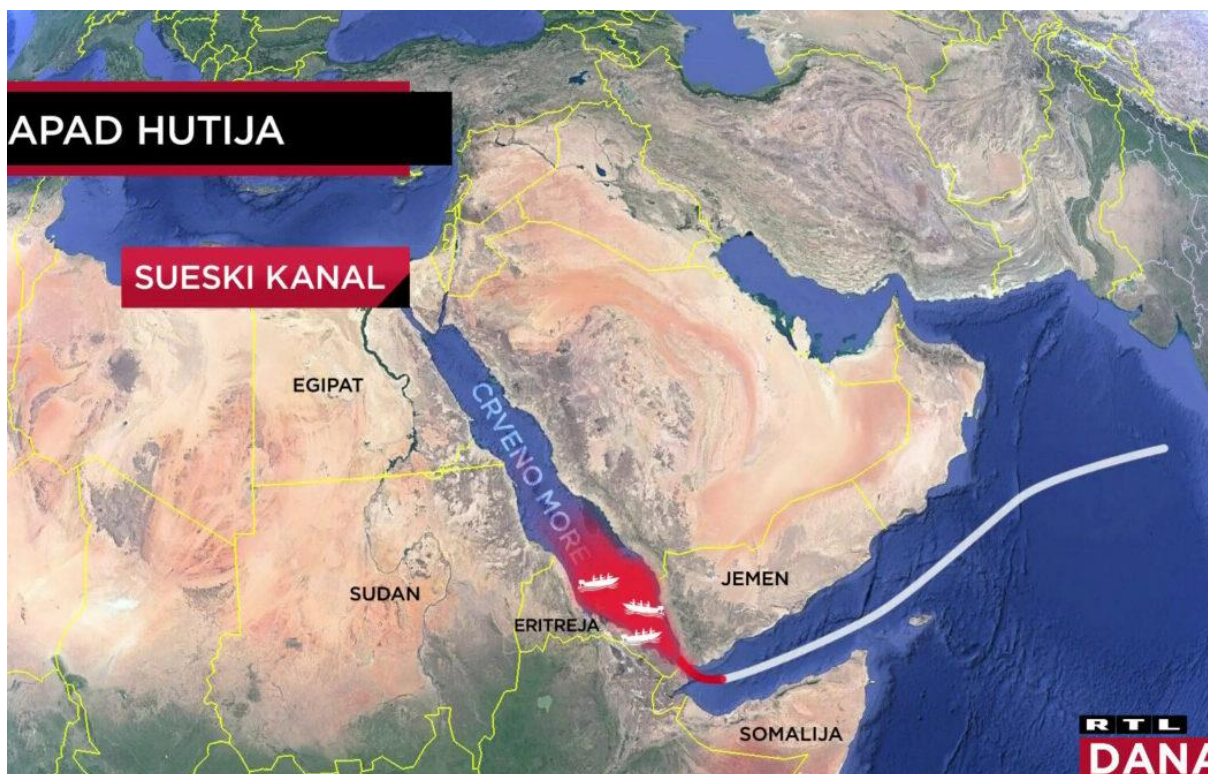 APAD HUTIJA
SUESKI KANAL
EGIPAT
CRVENO MORE
SUDAN
ERITREJA
JEMEN
SOMALIJA
RTL
DANA